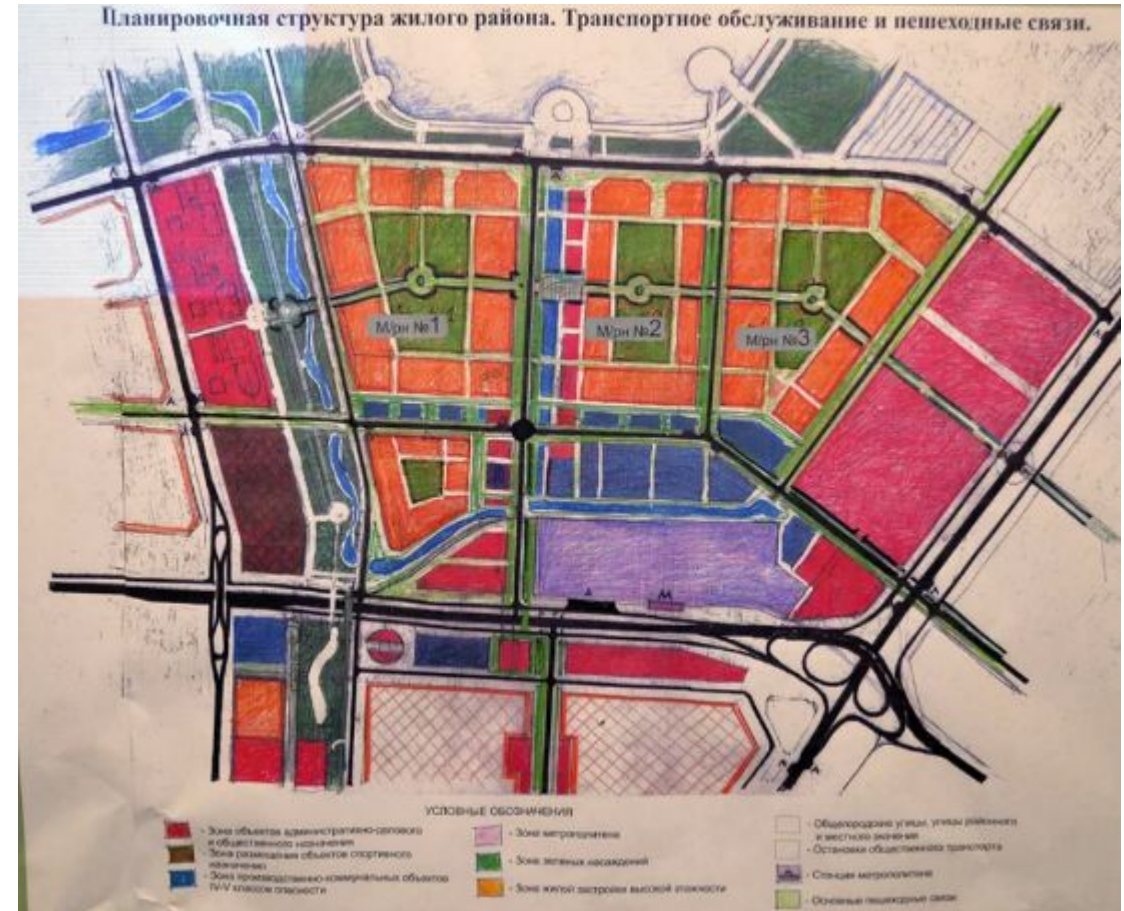 Планировочная структура жилого района. Транспортное обслуживание и пешеходные связи.
М/рн №1
М/рн №2
М/рн №3
УСЛОВНЫЕ ОБОЗНАЧЕНИЯ
- Зона объектов административно-делового
и общественного назначения
- Зона размещения объектов спортивного
назначения
- Зона производственно-коммунальных объектов
IV-V классов опасности
- Зона метрополитена
- Зона зеленых насаждений
- Зона жилой застройки высокой этажности
- Общегородские улицы, улицы районного
и местного значения
- Остановки общественного транспорта
- Станция метрополитена
- Основные пешеходные связи